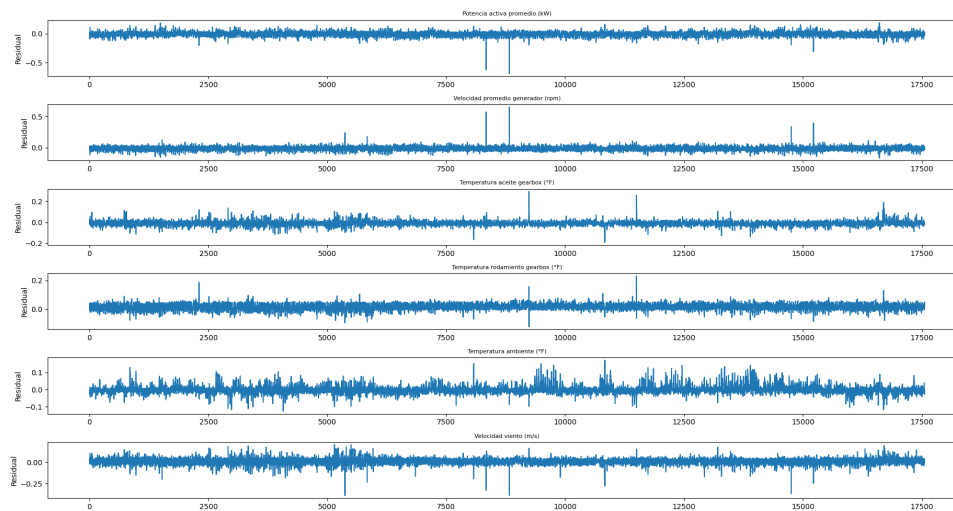 Potencia activa promedio (kW)
Residual
0.0
−0.5
0 2500 5000 7500 10000 12500 15000 17500
Velocidad promedio generador (rpm)
Residual
0.5
0.0
0 2500 5000 7500 10000 12500 15000 17500
Temperatura aceite gearbox (°F)
Residual
0.2
0.0
−0.2
0 2500 5000 7500 10000 12500 15000 17500
Temperatura rodamiento gearbox (°F)
Residual
0.2
0.0
0 2500 5000 7500 10000 12500 15000 17500
Temperatura ambiente (°F)
Residual
0.1
0.0
−0.1
0 2500 5000 7500 10000 12500 15000 17500
Velocidad viento (m/s)
Residual
0.00
−0.25
0 2500 5000 7500 10000 12500 15000 17500